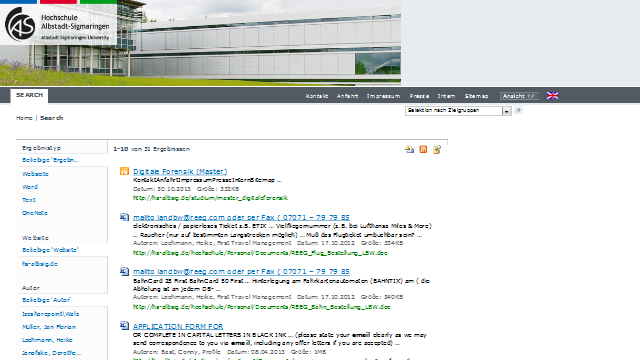 Hochschule
Albstadt-Sigmaringen
Albstadt-Sigmaringen University
SEARCH
Kontakt Anfahrt Impressum Presse Intern Sitemap Ansicht +/-
Selektion nach Zielgruppen
Home | Search
Ergebnistyp
Beliebige "Ergebn...
Webseite
Word
Text
OneNote
Website
Beliebige "Website"
hs-albsig.de
Autor
Beliebige "Autor"
Müller, Jan Florian
Lochmann, Heike
1-10 von 31 Ergebnissen
Digitale Forensik (Master)
KontaktAnfahrtImpressumPresseInternSitemap ...
Datum: 30.10.2013 Größe: 332KB
http://hs-albsig.de/studium/master_digitaleforensik
mailto landbw@reeg.com oder per Fax ( 07071 – 79 79 85
elektronisches / papierloses Ticket z.B. ETIX ... Vielfliegernummer (z. B. bei Lufthansa Miles & More)
... Raucher (nur auf bestimmten Langstrecken möglich) ... Muß das Flugticket umbuchbar sein? ...
Autoren: Lochmann, Heike, First Travel Management Datum: 17.10.2012 Größe: 334KB
http://hs-albsig.de/hochschule/Personal/Documents/REEG_Flug_Bestellung_LBW.doc
mailto landbw@reeg.com oder per Fax ( 07071 – 79 79 85
BahnCard 25 First BahnCard 50 First ... Hinterlegung am Fahrkartenautomaten (BAHNTIX) am ( die
Abholung ist an jedem DB- ...
Autoren: Lochmann, Heike, First Travel Management Datum: 17.10.2012 Größe: 340KB
http://hs-albsig.de/hochschule/Personal/Documents/REEG_Bahn_Bestellung_LBW.doc
APPLICATION FORM FOR
OR COMPLETE IN CAPITAL LETTERS IN BLACK INK ... (please state your email clearly as we may
send correspondence to you via email, including any offer letters if you are accepted) ...
Autoren: Bast, Conny, Profile Datum: 08.04.2013 Größe: 1MB